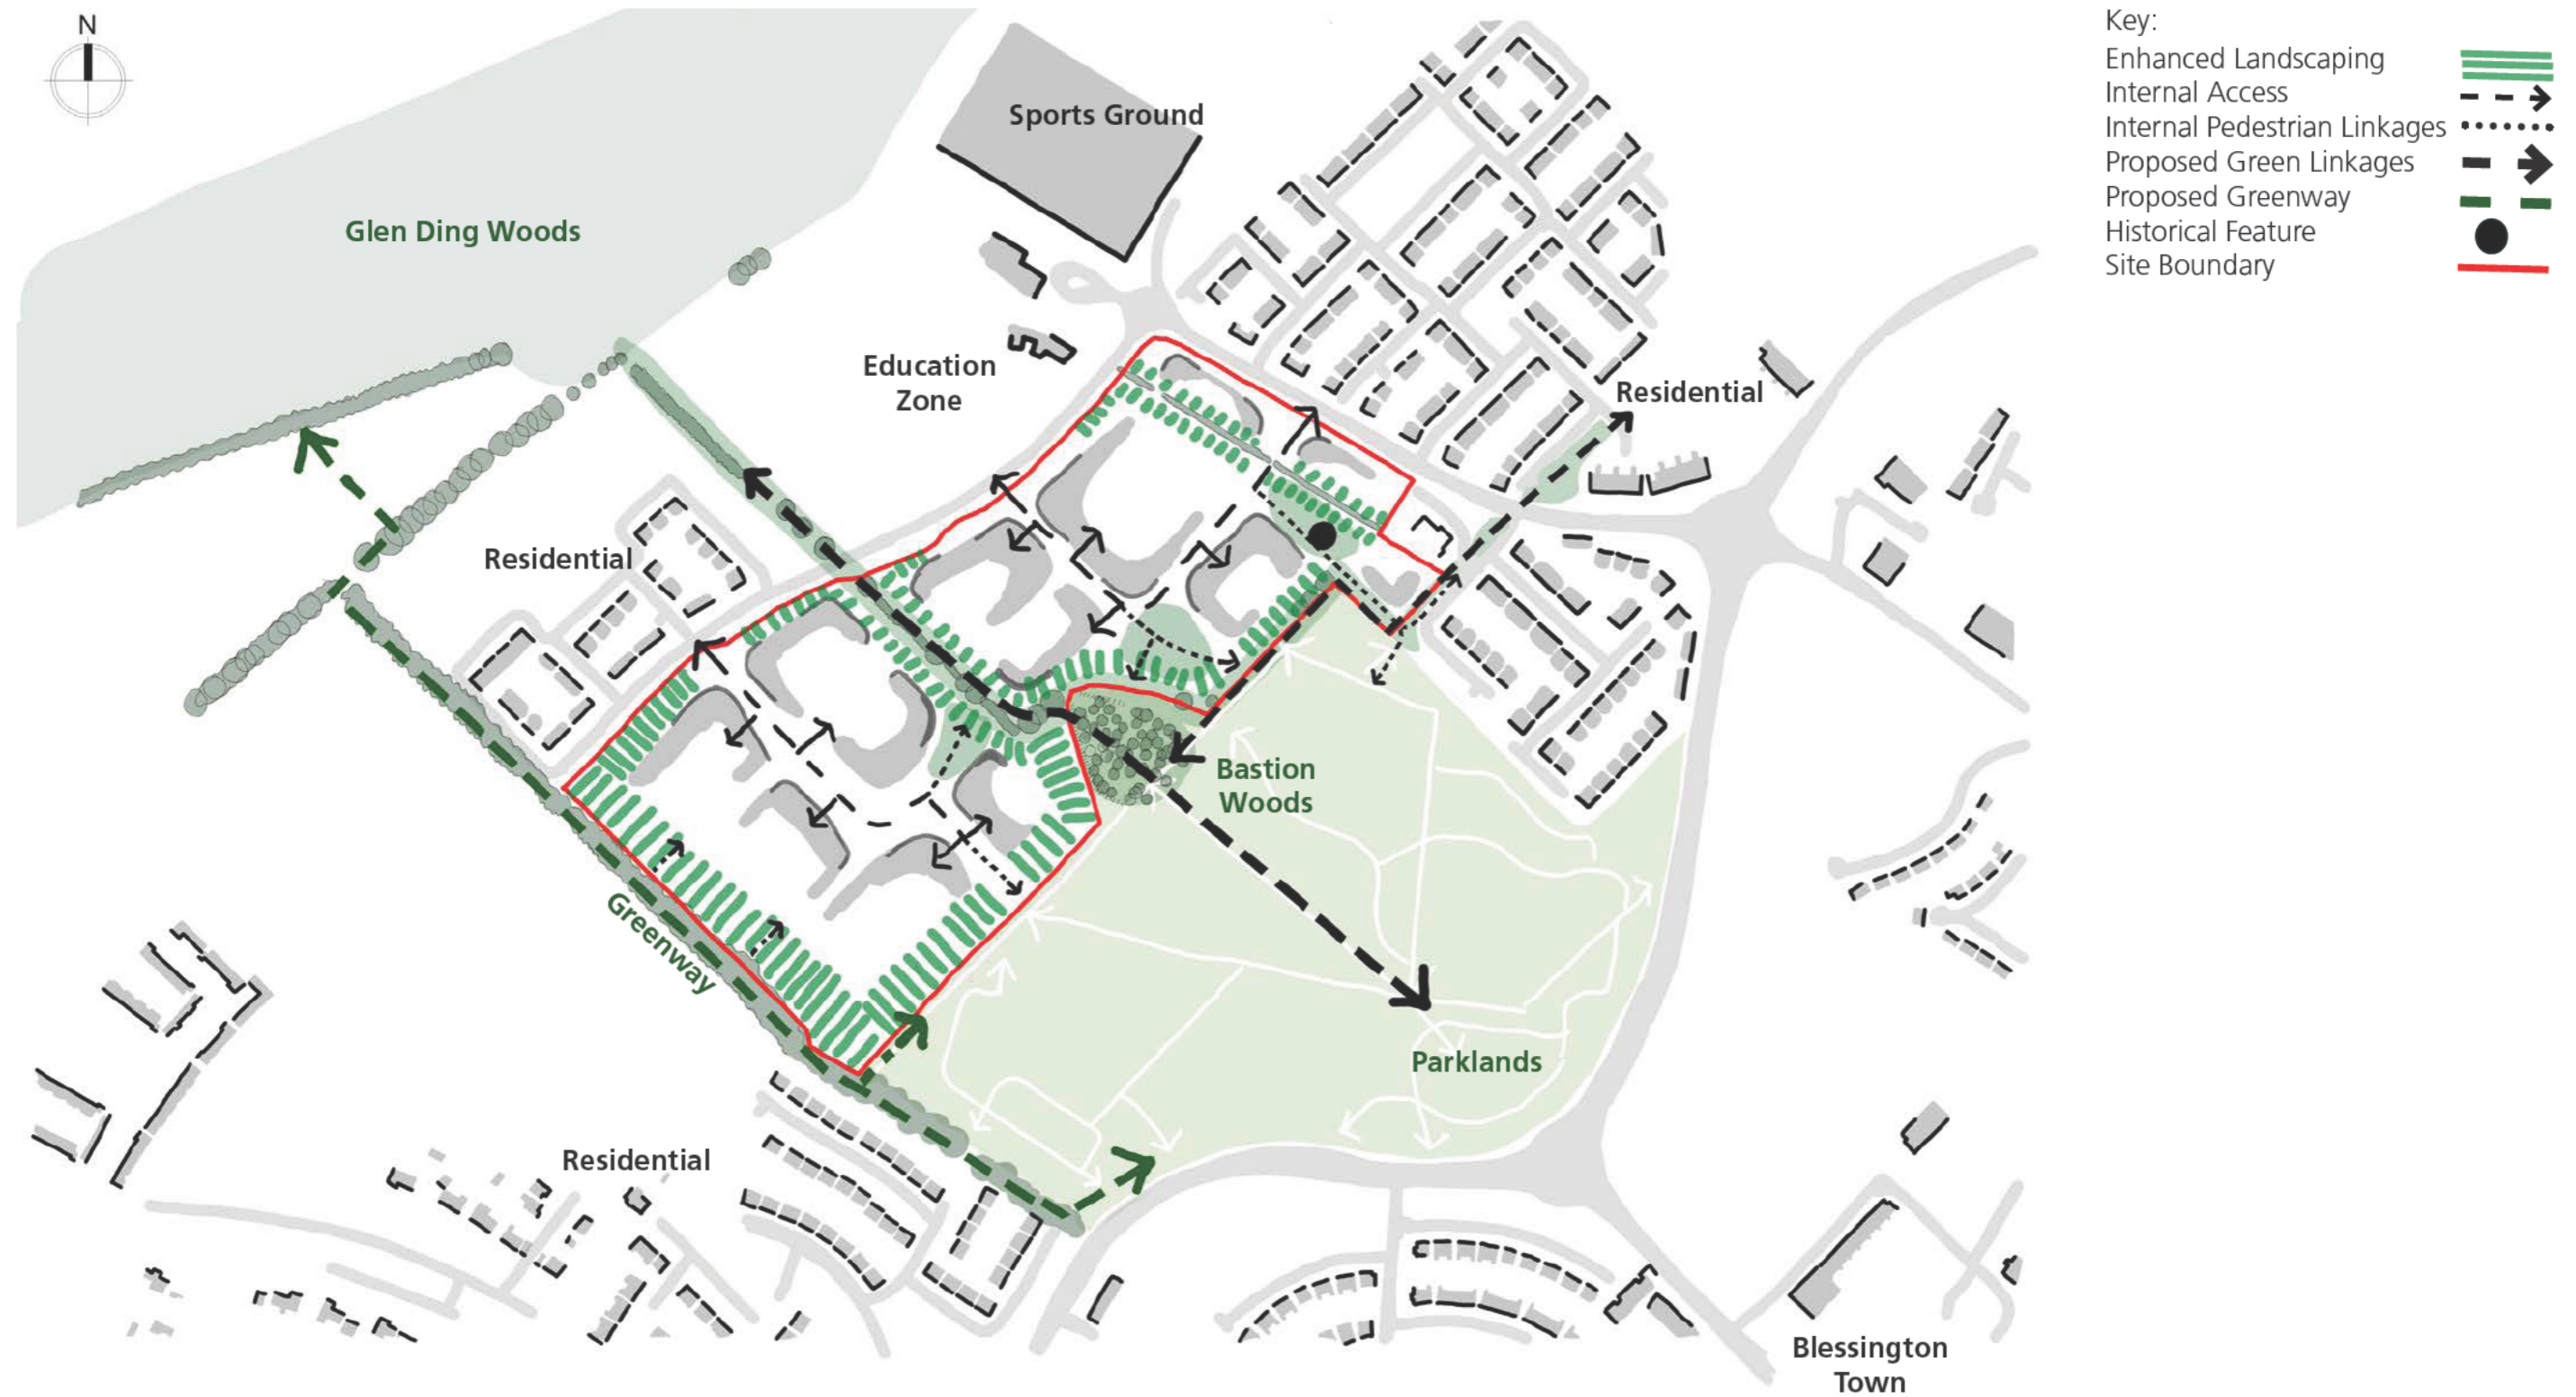 N
Key:
Enhanced Landscaping
Internal Access
Internal Pedestrian Linkages
Proposed Green Linkages
Proposed Greenway
Historical Feature
Site Boundary
Sports Ground
Glen Ding Woods
Education
Zone
Residential
Residential
Bastion
Woods
Greenway
Parklands
Residential
Blessington
Town